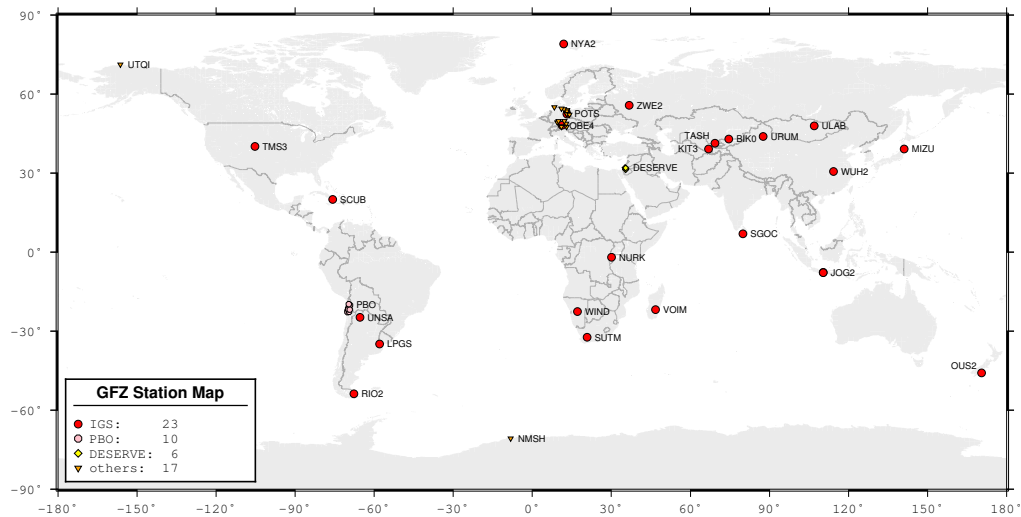 90°
NYA2
UTQI
60°
ZWE2
POTS
OBE4
ULAB
TASH
BIK0
URUM
TMS3
KIT3
MIZU
30°
DESERVE
WUH2
SCUB
SGOC
0°
NURK
JOG2
PBO
WIND
VOIM
UNSA
−30°
SUTM
LPGS
OUS2
GFZ Station Map
RIO2
IGS: 23
PBO: 10
−60°
DESERVE: 6
NMSH
others: 17
−90°
−180° −150° −120° −90° −60° −30° 0° 30° 60° 90° 120° 150° 180°